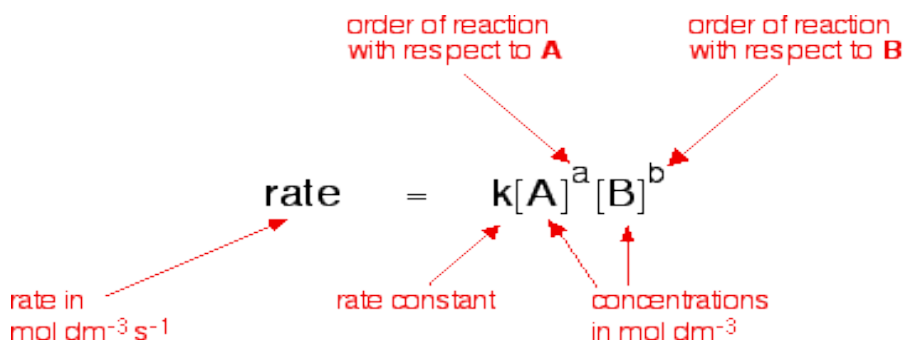 order of reaction
with respect to A
order of reaction
with respect to B
rate = k[A]ᵃ[B]ᵇ
rate in
mol dm⁻³ s⁻¹
rate constant
concentrations
in mol dm⁻³